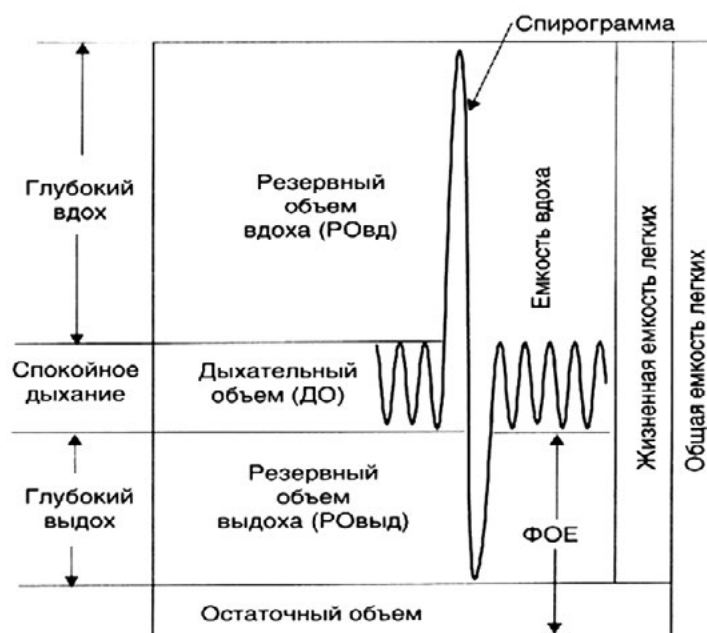 Спирограмма
Глубокий
вдох
Резервный
объем
вдоха (РОвд)
Емкость вдоха
Жизненная емкость легких
Общая емкость легких
Спокойное
дыхание
Дыхательный
объем (ДО)
Глубокий
выдох
Резервный
объем
выдоха (РОвыд)
ФОЕ
Остаточный объем